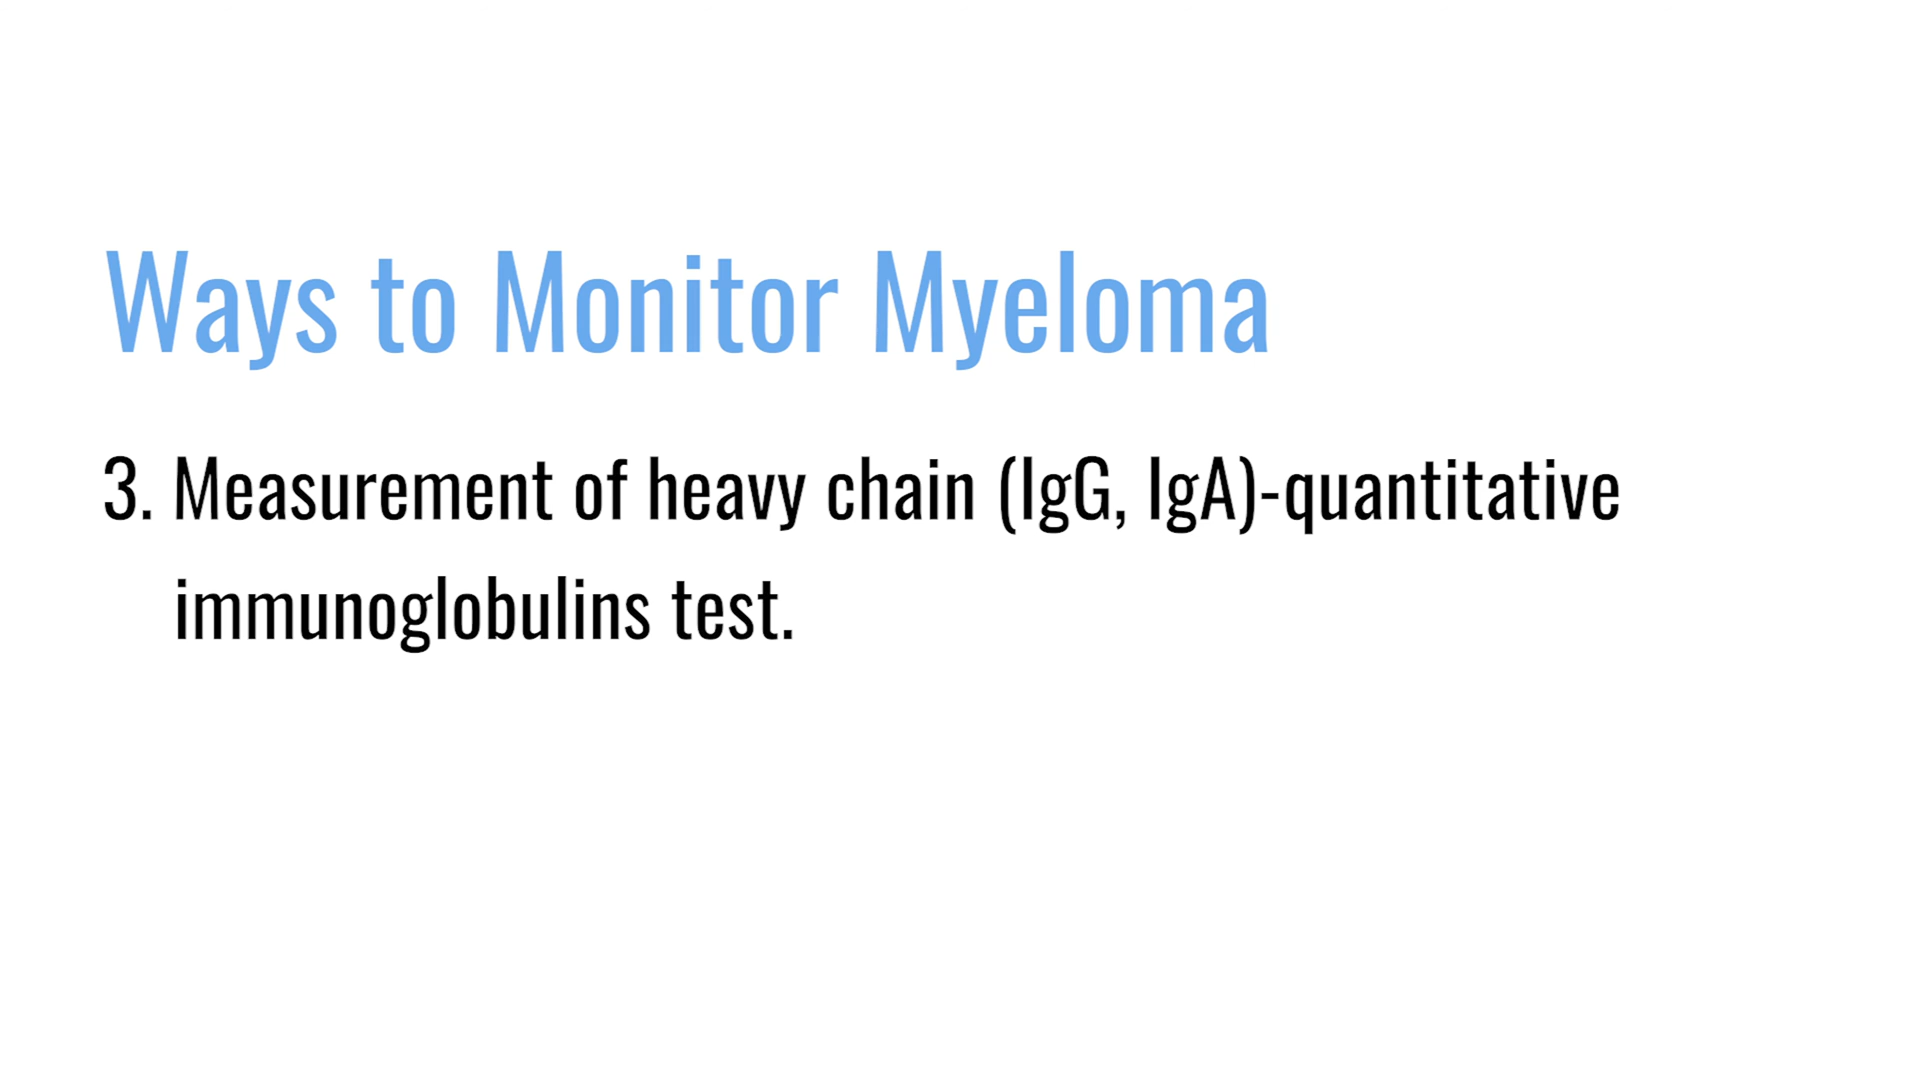 Ways to Monitor Myeloma
3. Measurement of heavy chain (IgG, IgA)-quantitative
immunoglobulins test.